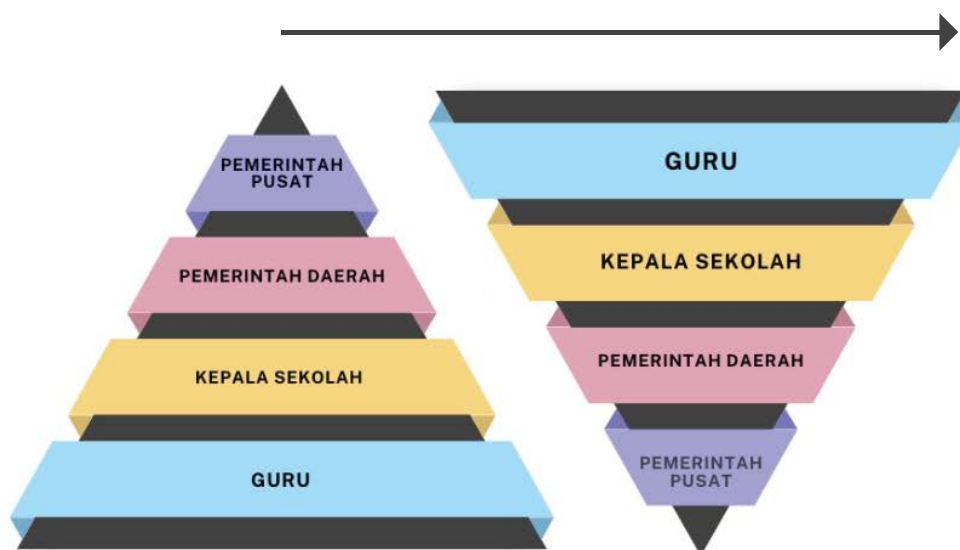 PEMERINTAH
PUSAT
PEMERINTAH DAERAH
KEPALA SEKOLAH
GURU
GURU
KEPALA SEKOLAH
PEMERINTAH DAERAH
PEMERINTAH
PUSAT